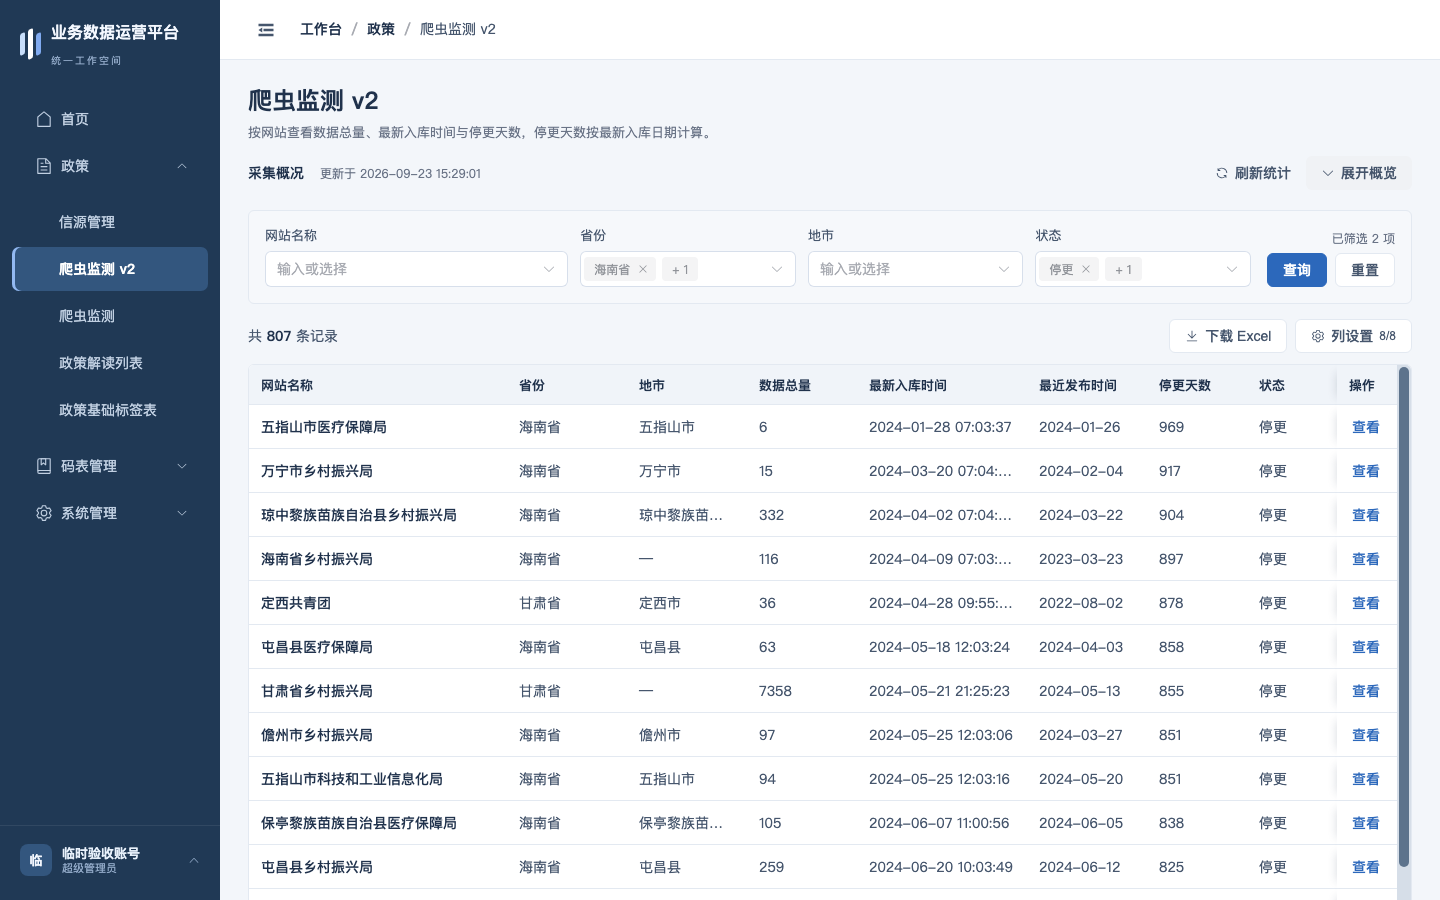 业务数据运营平台
统一工作空间
首页
政策
信源管理
爬虫监测 v2
爬虫监测
政策解读列表
政策基础标签表
码表管理
系统管理
临
临时验收账号
超级管理员
工作台 / 政策 / 爬虫监测 v2
爬虫监测 v2
按网站查看数据总量、最新入库时间与停更天数，停更天数按最新入库日期计算。
采集概况 更新于 2026-09-23 15:29:01 刷新统计 展开概览
网站名称 省份 地市 状态 已筛选 2 项
输入或选择 海南省 × + 1 输入或选择 停更 × + 1 查询 重置
共 807 条记录 下载 Excel 列设置 8/8
网站名称 省份 地市 数据总量 最新入库时间 最近发布时间 停更天数 状态 操作
五指山市医疗保障局 海南省 五指山市 6 2024-01-28 07:03:37 2024-01-26 969 停更 查看
万宁市乡村振兴局 海南省 万宁市 15 2024-03-20 07:04:... 2024-02-04 917 停更 查看
琼中黎族苗族自治县乡村振兴局 海南省 琼中黎族苗... 332 2024-04-02 07:04:... 2024-03-22 904 停更 查看
海南省乡村振兴局 海南省 — 116 2024-04-09 07:03:... 2023-03-23 897 停更 查看
定西共青团 甘肃省 定西市 36 2024-04-28 09:55:... 2022-08-02 878 停更 查看
屯昌县医疗保障局 海南省 屯昌县 63 2024-05-18 12:03:24 2024-04-03 858 停更 查看
甘肃省乡村振兴局 甘肃省 — 7358 2024-05-21 21:25:23 2024-05-13 855 停更 查看
儋州市乡村振兴局 海南省 儋州市 97 2024-05-25 12:03:06 2024-03-27 851 停更 查看
五指山市科技和工业信息化局 海南省 五指山市 94 2024-05-25 12:03:16 2024-05-20 851 停更 查看
保亭黎族苗族自治县医疗保障局 海南省 保亭黎族苗... 105 2024-06-07 11:00:56 2024-06-05 838 停更 查看
屯昌县乡村振兴局 海南省 屯昌县 259 2024-06-20 10:03:49 2024-06-12 825 停更 查看